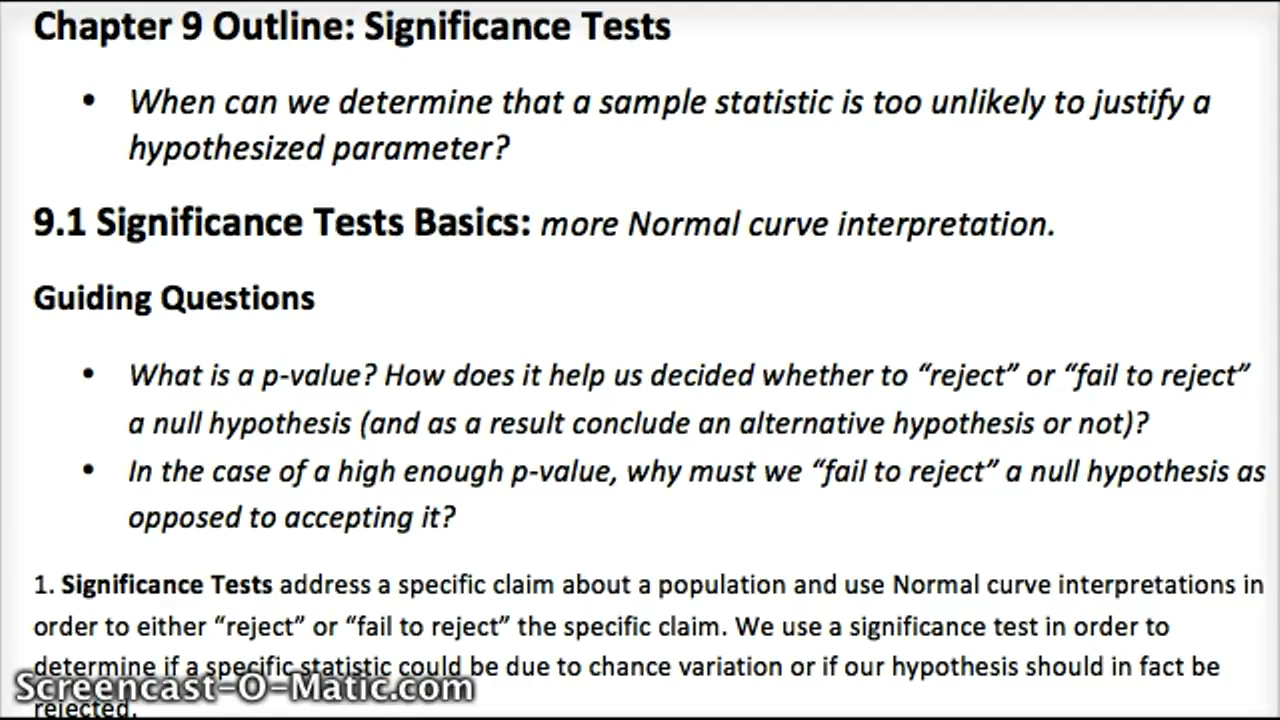 Chapter 9 Outline: Significance Tests
• When can we determine that a sample statistic is too unlikely to justify a
hypothesized parameter?
9.1 Significance Tests Basics: more Normal curve interpretation.
Guiding Questions
• What is a p-value? How does it help us decided whether to “reject” or “fail to reject”
a null hypothesis (and as a result conclude an alternative hypothesis or not)?
• In the case of a high enough p-value, why must we “fail to reject” a null hypothesis as
opposed to accepting it?
1. Significance Tests address a specific claim about a population and use Normal curve interpretations in
order to either “reject” or “fail to reject” the specific claim. We use a significance test in order to
determine if a specific statistic could be due to chance variation or if our hypothesis should in fact be
Screencast-O-Matic.com
rejected.